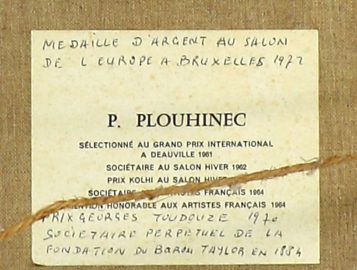 MEDAILLE D'ARGENT AU SALON
DE L'EUROPE A BRUXELLES 1972
P. PLOUHINEC
SÉLECTIONNÉ AU GRAND PRIX INTERNATIONAL
A DEAUVILLE 1961
SOCIÉTAIRE AU SALON HIVER 1962
PRIX KOLHI AU SALON HIVER
SOCIÉTAIRE FRANÇAIS 1964
MENTION HONORABLE AUX ARTISTES FRANÇAIS 1964
PRIX GEORGES TOUDOUZE 1970
SOCIETAIRE PERPETUEL DE LA
FONDATION DU BARON TAYLOR EN 1884